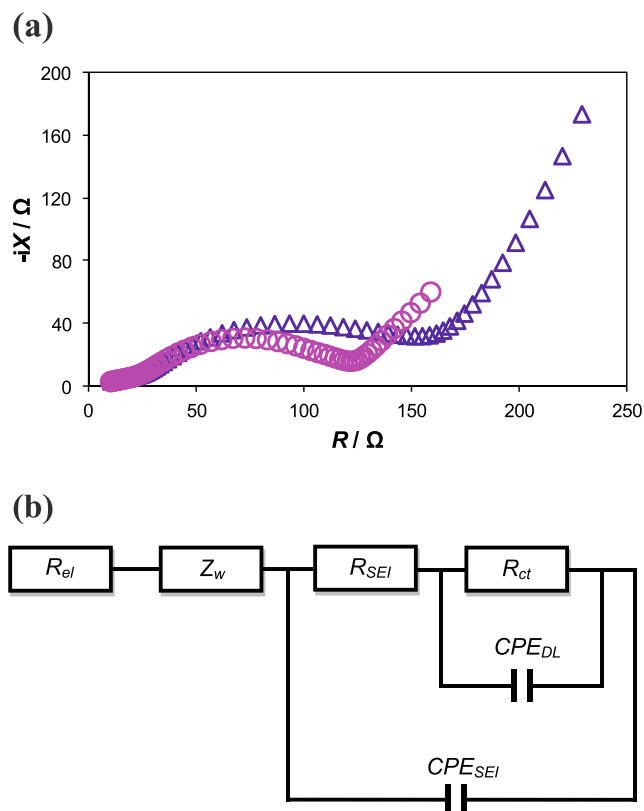 (a)
200
160
120
80
40
0
-iX / Ω
0 50 100 150 200 250
R / Ω
(b)
Rel Zw RSEI Rct
CPEDL
CPESEI